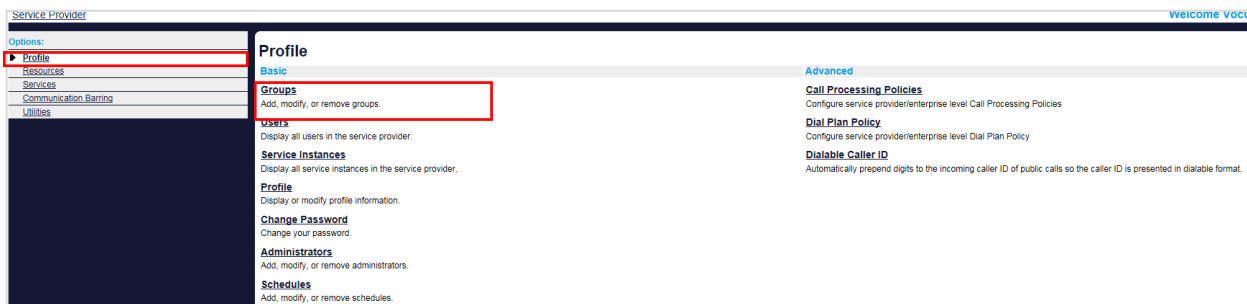 Service Provider
Welcome Vocu
Options:
Profile
Resources
Services
Communication Barring
Utilities
Profile
Basic
Groups
Add, modify, or remove groups.
Users
Display all users in the service provider.
Service Instances
Display all service instances in the service provider.
Profile
Display or modify profile information.
Change Password
Change your password.
Administrators
Add, modify, or remove administrators.
Schedules
Add, modify, or remove schedules.
Advanced
Call Processing Policies
Configure service provider/enterprise level Call Processing Policies
Dial Plan Policy
Configure service provider/enterprise level Dial Plan Policy
Dialable Caller ID
Automatically prepend digits to the incoming caller ID of public calls so the caller ID is presented in dialable format.